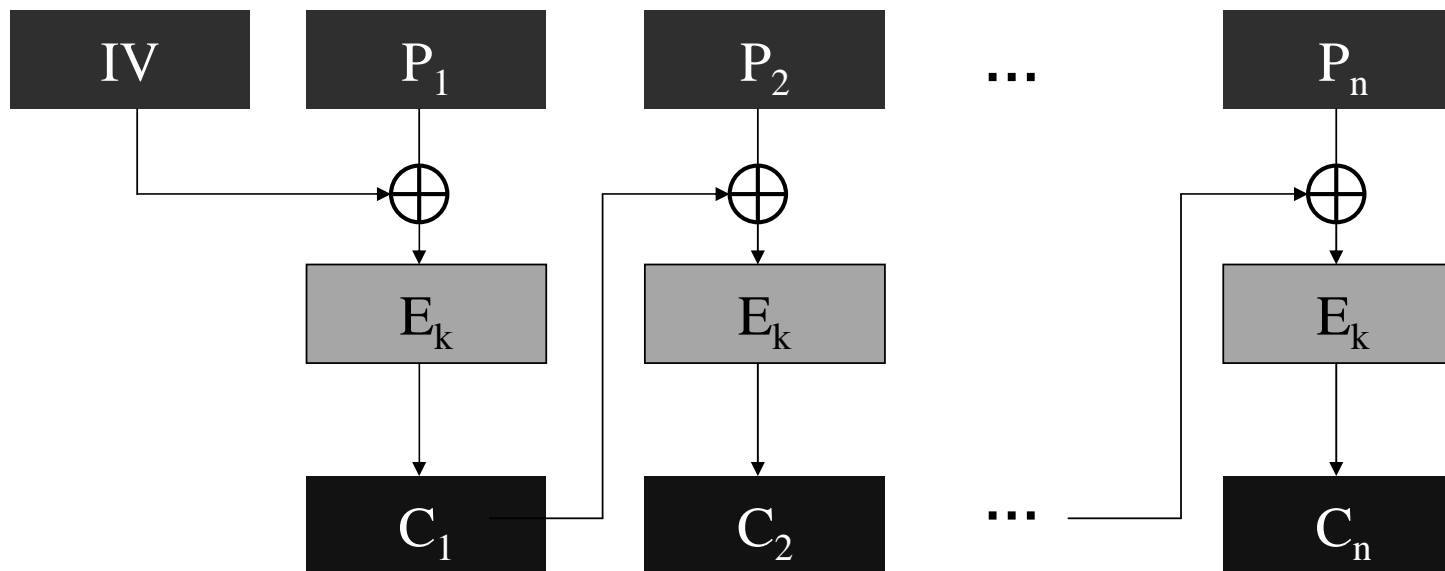 IV P₁ P₂ ... Pₙ
Eₖ Eₖ Eₖ
C₁ C₂ ... Cₙ